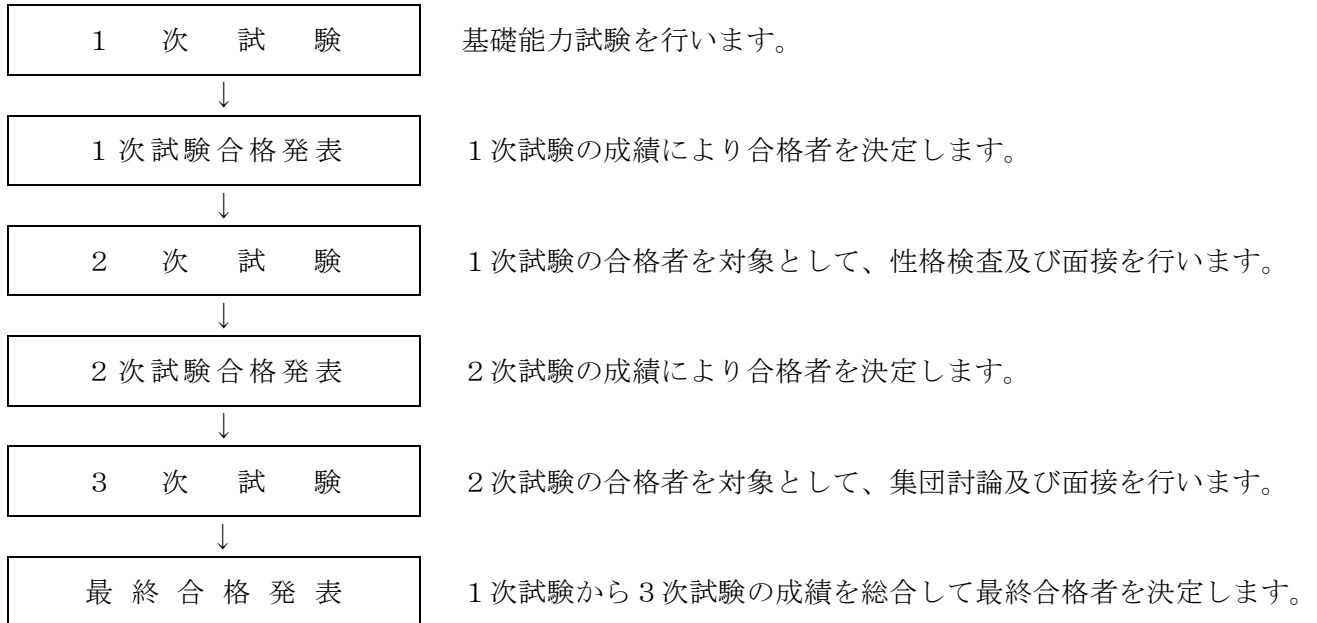 １次試験 基礎能力試験を行います。
↓
１次試験合格発表 １次試験の成績により合格者を決定します。
↓
２次試験 １次試験の合格者を対象として、性格検査及び面接を行います。
↓
２次試験合格発表 ２次試験の成績により合格者を決定します。
↓
３次試験 ２次試験の合格者を対象として、集団討論及び面接を行います。
↓
最終合格発表 １次試験から３次試験の成績を総合して最終合格者を決定します。